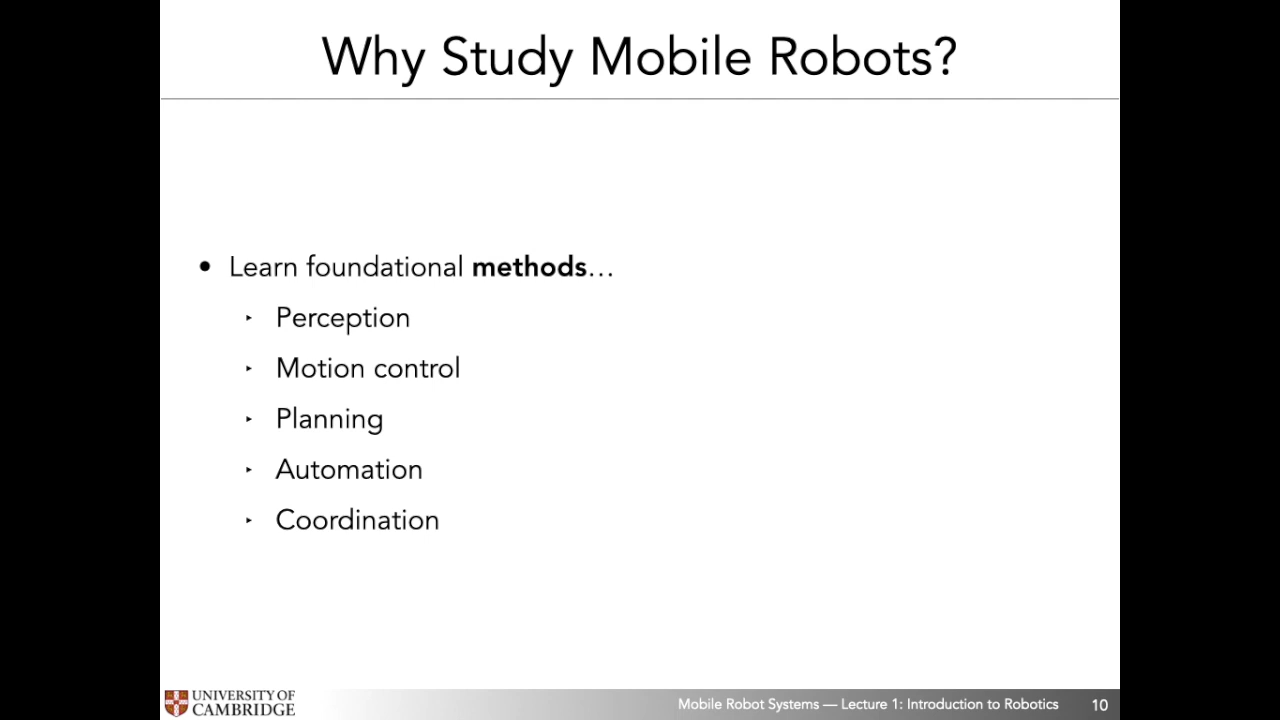 Why Study Mobile Robots?
• Learn foundational methods…
‣ Perception
‣ Motion control
‣ Planning
‣ Automation
‣ Coordination
UNIVERSITY OF
CAMBRIDGE
Mobile Robot Systems — Lecture 1: Introduction to Robotics 10